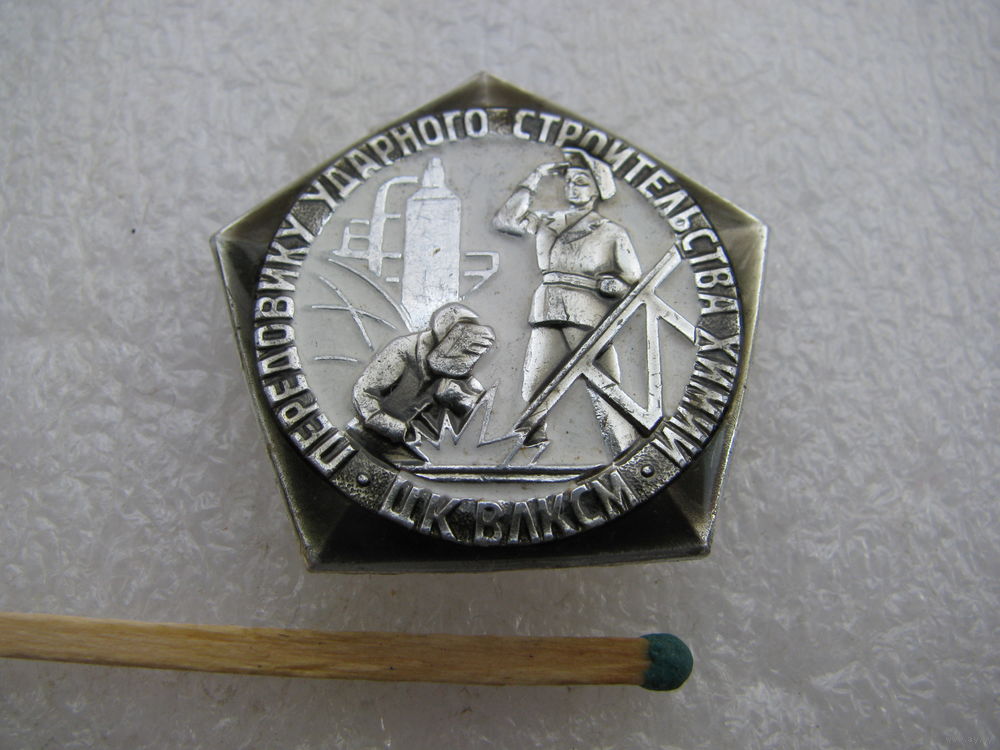 ПЕРЕДОВИКУ УДАРНОГО СТРОИТЕЛЬСТВА ХИМИИ
ЦК ВЛКСМ